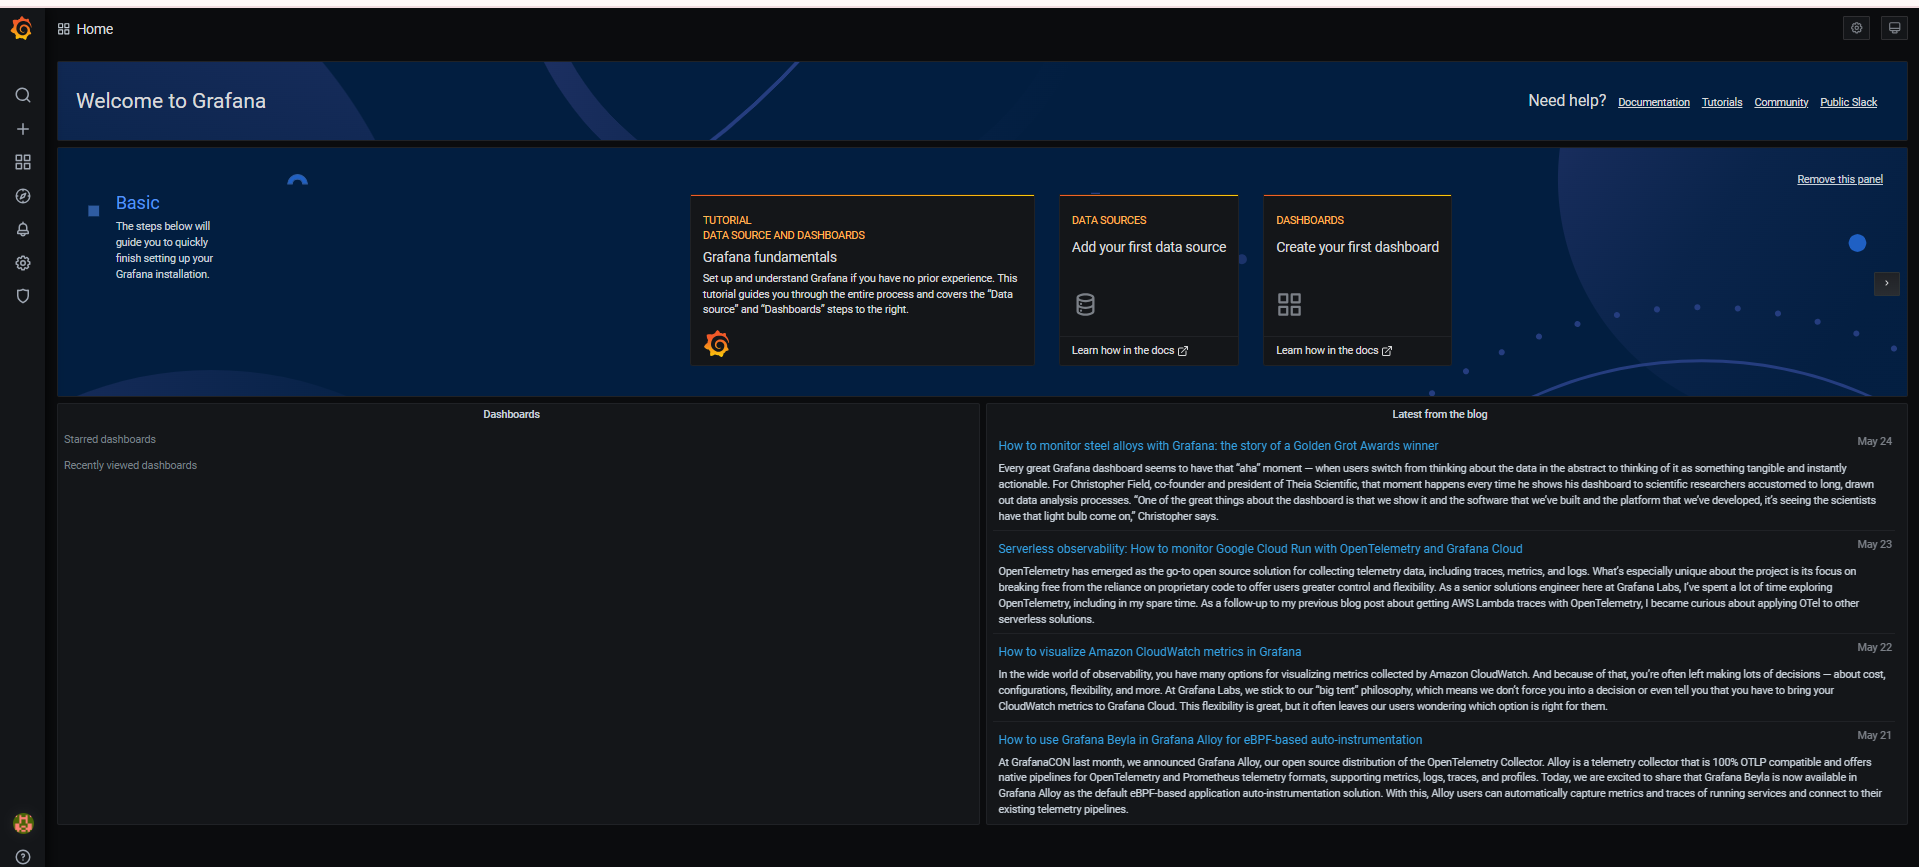 Home
Welcome to Grafana
Need help? Documentation Tutorials Community Public Slack
Remove this panel
Basic
The steps below will
guide you to quickly
finish setting up your
Grafana installation.
TUTORIAL
DATA SOURCE AND DASHBOARDS
Grafana fundamentals
Set up and understand Grafana if you have no prior experience. This
tutorial guides you through the entire process and covers the “Data
source” and “Dashboards” steps to the right.
DATA SOURCES
Add your first data source
Learn how in the docs
DASHBOARDS
Create your first dashboard
Learn how in the docs
Dashboards
Starred dashboards
Recently viewed dashboards
Latest from the blog
How to monitor steel alloys with Grafana: the story of a Golden Grot Awards winner
May 24
Every great Grafana dashboard seems to have that “aha” moment — when users switch from thinking about the data in the abstract to thinking of it as something tangible and instantly
actionable. For Christopher Field, co-founder and president of Theia Scientific, that moment happens every time he shows his dashboard to scientific researchers accustomed to long, drawn
out data analysis processes. “One of the great things about the dashboard is that we show it and the software that we’ve built and the platform that we’ve developed, it’s seeing the scientists
have that light bulb come on,” Christopher says.
Serverless observability: How to monitor Google Cloud Run with OpenTelemetry and Grafana Cloud
May 23
OpenTelemetry has emerged as the go-to open source solution for collecting telemetry data, including traces, metrics, and logs. What’s especially unique about the project is its focus on
breaking free from the reliance on proprietary code to offer users greater control and flexibility. As a senior solutions engineer here at Grafana Labs, I’ve spent a lot of time exploring
OpenTelemetry, including in my spare time. As a follow-up to my previous blog post about getting AWS Lambda traces with OpenTelemetry, I became curious about applying OTel to other
serverless solutions.
How to visualize Amazon CloudWatch metrics in Grafana
May 22
In the wide world of observability, you have many options for visualizing metrics collected by Amazon CloudWatch. And because of that, you’re often left making lots of decisions — about cost,
configurations, flexibility, and more. At Grafana Labs, we stick to our “big tent” philosophy, which means we don’t force you into a decision or even tell you that you have to bring your
CloudWatch metrics to Grafana Cloud. This flexibility is great, but it often leaves our users wondering which option is right for them.
How to use Grafana Beyla in Grafana Alloy for eBPF-based auto-instrumentation
May 21
At GrafanaCON last month, we announced Grafana Alloy, our open source distribution of the OpenTelemetry Collector. Alloy is a telemetry collector that is 100% OTLP compatible and offers
native pipelines for OpenTelemetry and Prometheus telemetry formats, supporting metrics, logs, traces, and profiles. Today, we are excited to share that Grafana Beyla is now available in
Grafana Alloy as the default eBPF-based application auto-instrumentation solution. With this, Alloy users can automatically capture metrics and traces of running services and connect to their
existing telemetry pipelines.